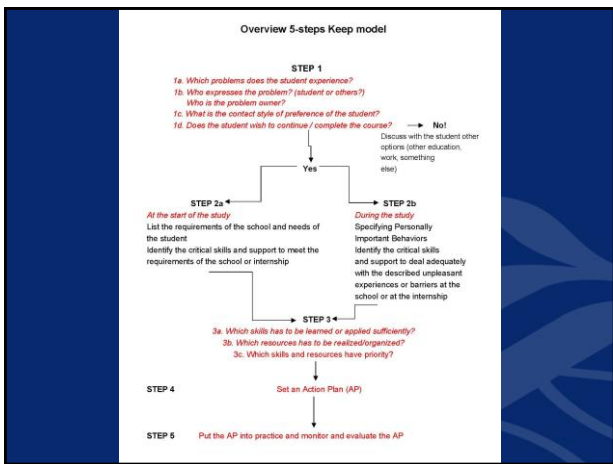 Overview 5-steps Keep model
STEP 1
1a. Which problems does the student experience?
1b. Who expresses the problem? (student or others?)
Who is the problem owner?
1c. What is the contact style of preference of the student?
1d. Does the student wish to continue / complete the course?
No!
Discuss with the student other
options (other education,
work, something
else)
Yes
STEP 2a
At the start of the study
List the requirements of the school and needs of
the student
Identify the critical skills and support to meet the
requirements of the school or internship
STEP 2b
During the study
Specifying Personally
Important Behaviors
Identify the critical skills
and support to deal adequately
with the described unpleasant
experiences or barriers at the
school or at the internship
STEP 3
3a. Which skills has to be learned or applied sufficiently?
3b. Which resources has to be realized/organized?
3c. Which skills and resources have priority?
STEP 4 Set an Action Plan (AP)
STEP 5 Put the AP into practice and monitor and evaluate the AP